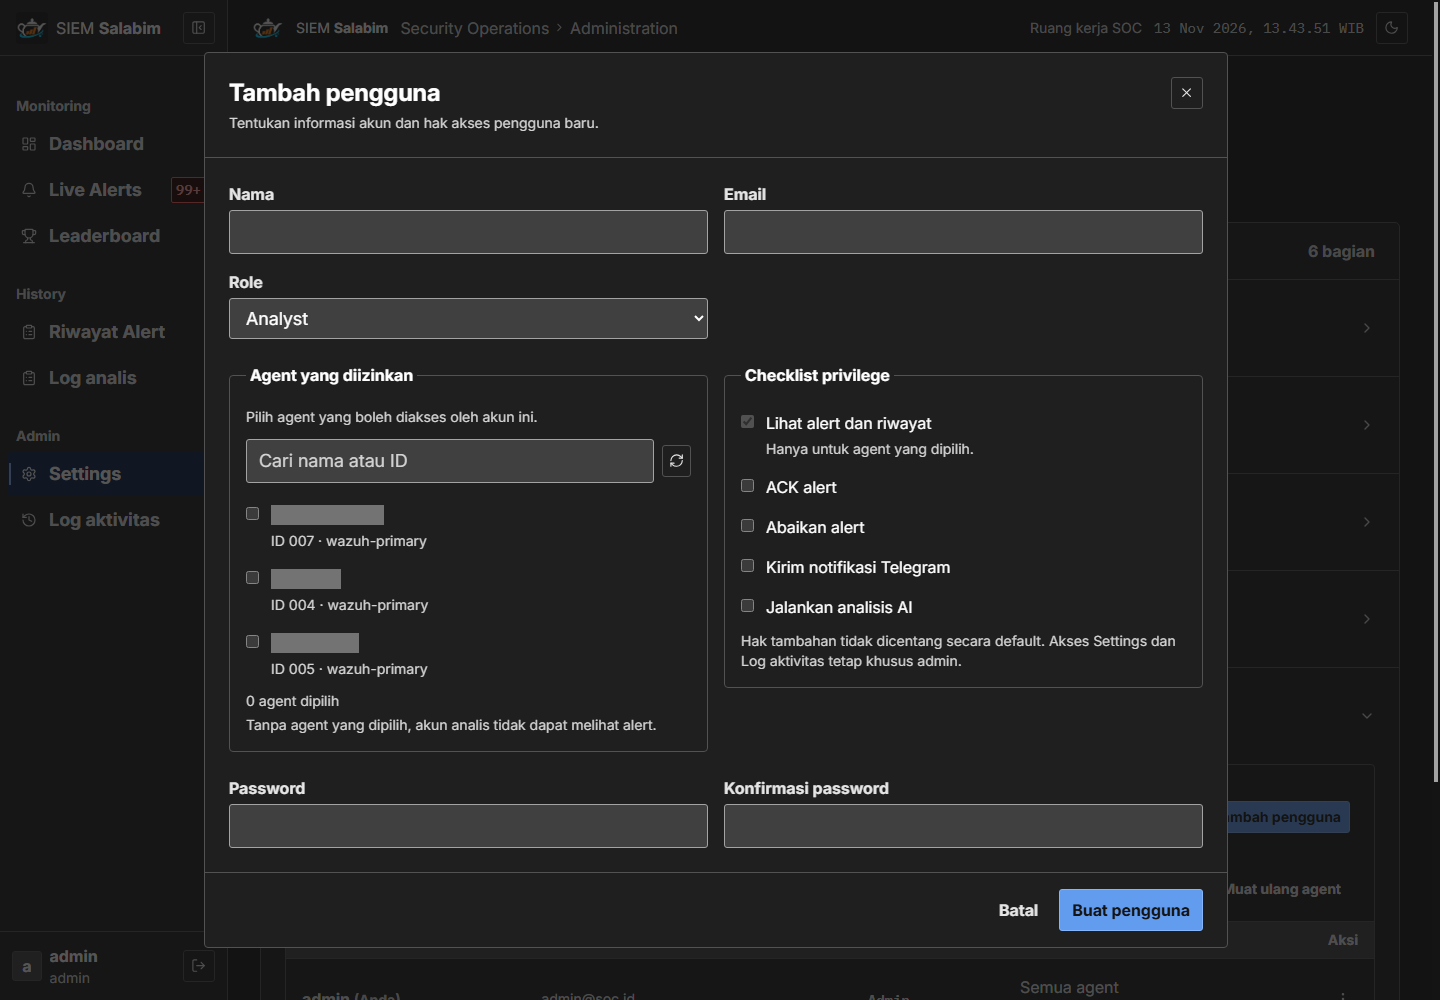 SIEM Salabim
SIEM Salabim Security Operations › Administration
Ruang kerja SOC 13 Nov 2026, 13.43.51 WIB
Monitoring
Dashboard
Live Alerts 99+
Leaderboard
History
Riwayat Alert
Log analis
Admin
Settings
Log aktivitas
a
admin
admin
Tambah pengguna
Tentukan informasi akun dan hak akses pengguna baru.
Nama
Email
Role
Analyst
Agent yang diizinkan
Pilih agent yang boleh diakses oleh akun ini.
Cari nama atau ID
ID 007 · wazuh-primary
ID 004 · wazuh-primary
ID 005 · wazuh-primary
0 agent dipilih
Tanpa agent yang dipilih, akun analis tidak dapat melihat alert.
Checklist privilege
Lihat alert dan riwayat
Hanya untuk agent yang dipilih.
ACK alert
Abaikan alert
Kirim notifikasi Telegram
Jalankan analisis AI
Hak tambahan tidak dicentang secara default. Akses Settings dan
Log aktivitas tetap khusus admin.
Password
Konfirmasi password
Batal
Buat pengguna
6 bagian
ambah pengguna
Muat ulang agent
Aksi
admin (Anda)
admin@soc.id
Admin
Semua agent